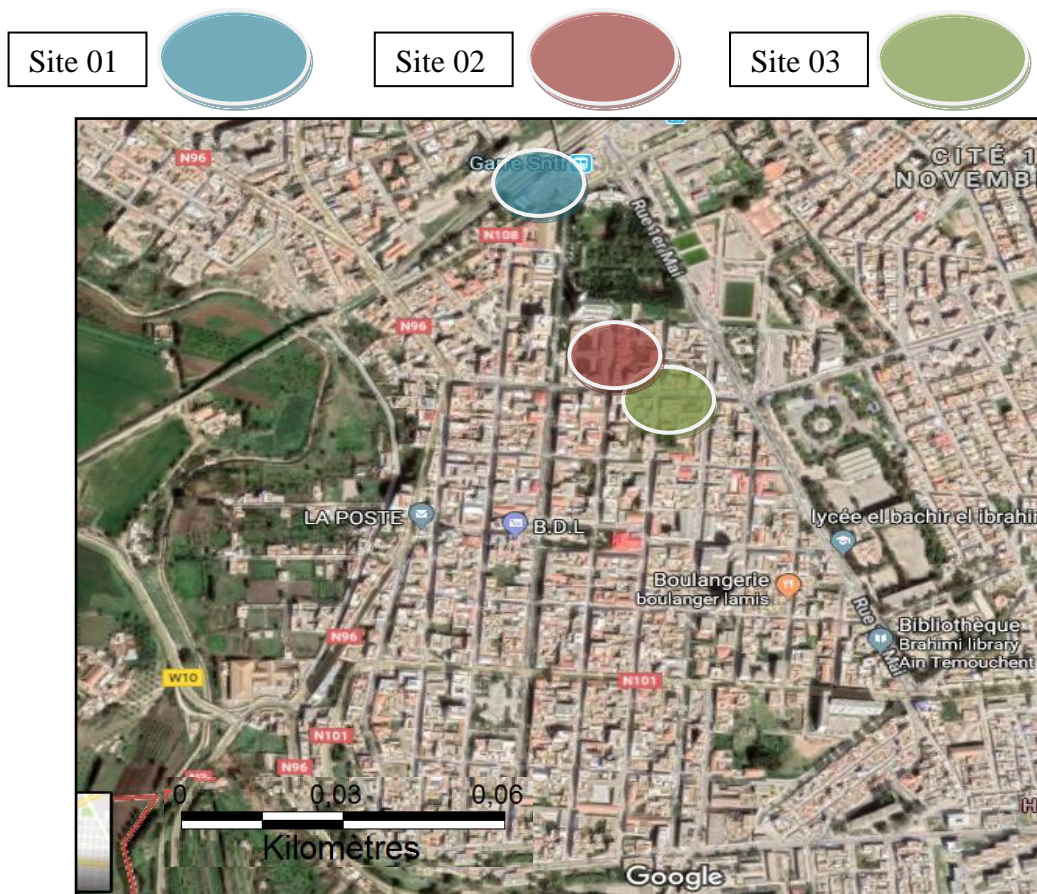 Site 01
Site 02
Site 03
N96
Gare Sntf
CITÉ 1
NOVEMB
Rue 1er Mai
N108
N96
LA POSTE
B.D.L
lycée el bachir el ibrahim
Boulangerie
boulanger lamis
Rue
Mai
N96
Bibliothèque
Brahimi library
Ain Temouchent
W10
N101
N101
N96
0 0.03 0,06
Kilomètres
H
Google